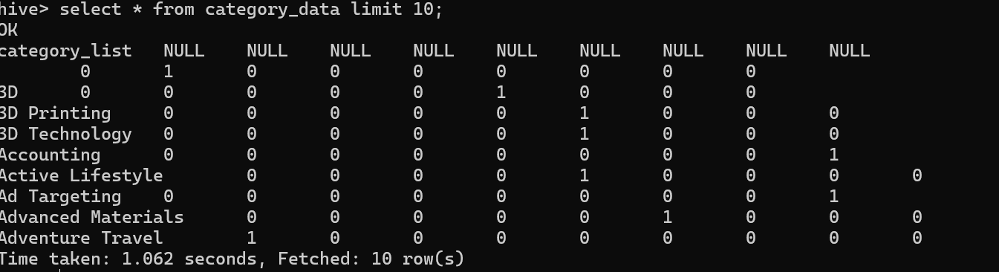 hive> select * from category_data limit 10;
OK
category_list NULL NULL NULL NULL NULL NULL NULL NULL NULL
0 1 0 0 0 0 0 0 0
3D 0 0 0 0 0 1 0 0 0
3D Printing 0 0 0 0 0 1 0 0 0
3D Technology 0 0 0 0 0 1 0 0 0
Accounting 0 0 0 0 0 0 0 0 1
Active Lifestyle 0 0 0 0 1 0 0 0 0
Ad Targeting 0 0 0 0 0 0 0 0 1
Advanced Materials 0 0 0 0 0 1 0 0 0
Adventure Travel 1 0 0 0 0 0 0 0 0
Time taken: 1.062 seconds, Fetched: 10 row(s)